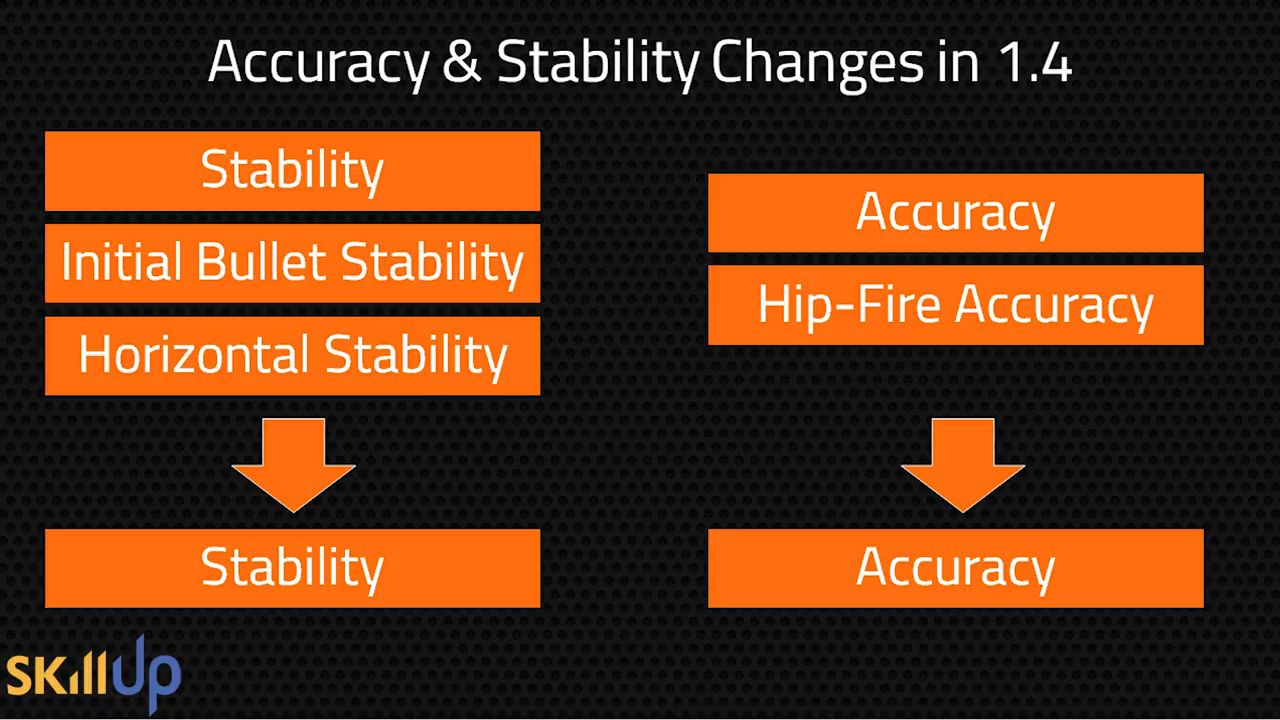 Accuracy & Stability Changes in 1.4
Stability
Initial Bullet Stability
Horizontal Stability
Stability
Accuracy
Hip-Fire Accuracy
Accuracy
SKillUp